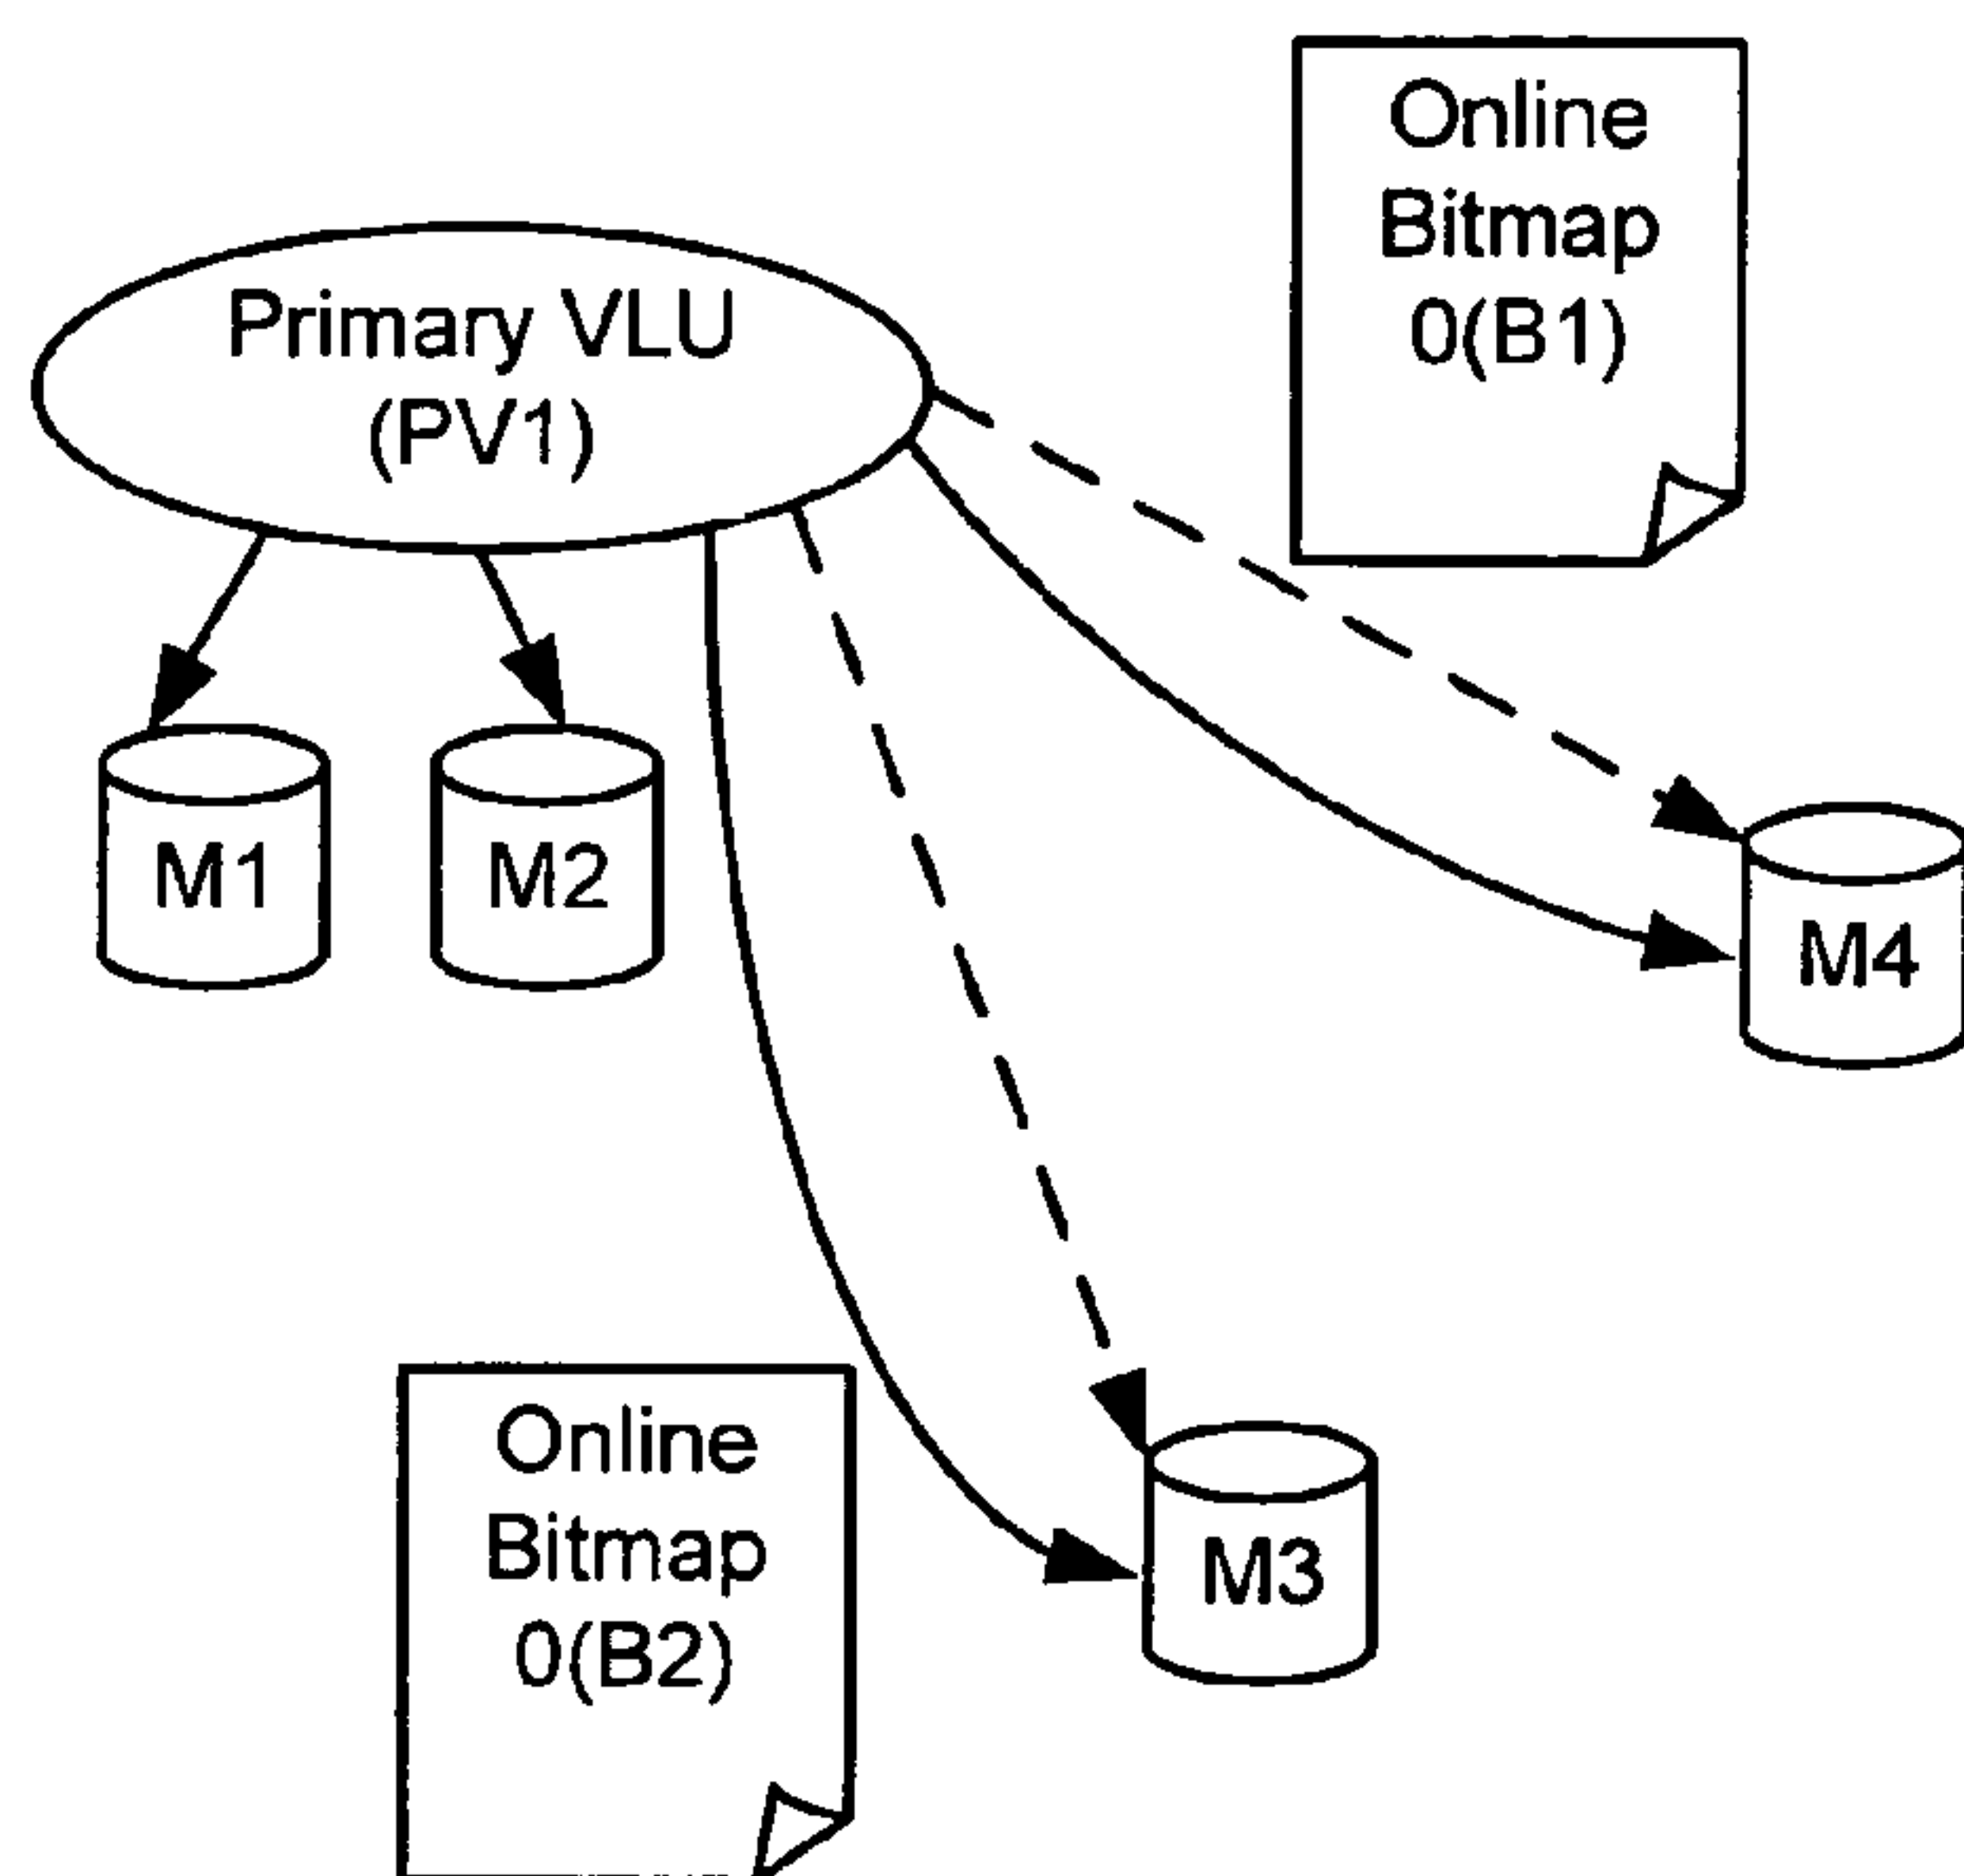 Online
Bitmap
0(B1)
Primary VLU
(PV1)
M1
M2
M4
Online
Bitmap
0(B2)
M3